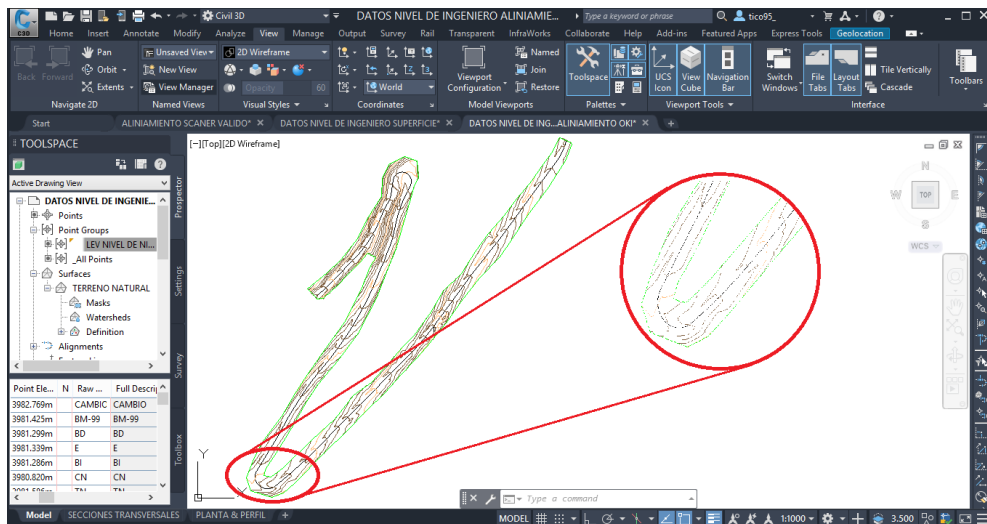 C3D
Civil 3D
DATOS NIVEL DE INGENIERO ALINIAMIE...
Type a keyword or phrase
tico95_
Home Insert Annotate Modify Analyze View Manage Output Survey Rail Transparent InfraWorks Collaborate Help Add-ins Featured Apps Express Tools Geolocation
Back Forward
Pan
Orbit
Extents
Navigate 2D
Unsaved View
New View
View Manager
Named Views
2D Wireframe
Opacity 60
Visual Styles
World
Coordinates
Viewport Configuration
Named
Join
Restore
Model Viewports
Toolspace
Palettes
UCS Icon
View Cube
Navigation Bar
Viewport Tools
Switch Windows
File Tabs
Layout Tabs
Tile Vertically
Cascade
Interface
Toolbars
Start
ALINIAMIENTO SCANER VALIDO*
DATOS NIVEL DE INGENIERO SUPERFICIE*
DATOS NIVEL DE ING...ALINIAMIENTO OKI*
TOOLSPACE
Active Drawing View
DATOS NIVEL DE INGENIE...
Points
Point Groups
LEV NIVEL DE NI...
_All Points
Surfaces
TERRENO NATURAL
Masks
Watersheds
Definition
Alignments
Prospector
Settings
Survey
Toolbox
Point Ele... N Raw ... Full Descrip
3982.769m CAMBIC CAMBIO
3981.425m BM-99 BM-99
3981.299m BD BD
3981.339m E E
3981.286m BI BI
3980.820m CN CN
[−][Top][2D Wireframe]
N
W TOP E
S
WCS
Y
X
Type a command
Model SECCIONES TRANSVERSALES PLANTA & PERFIL +
MODEL 1:1000 3.500